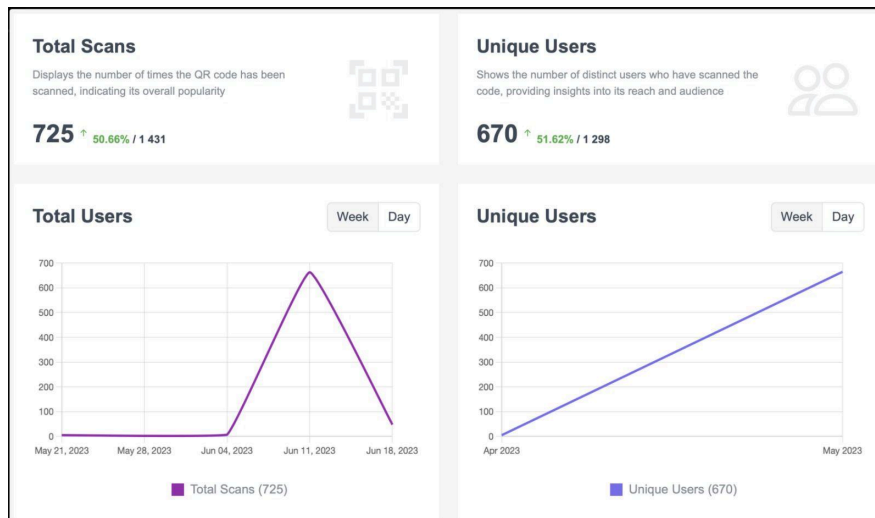 Total Scans
Displays the number of times the QR code has been
scanned, indicating its overall popularity
725 ↑ 50.66% / 1 431
Unique Users
Shows the number of distinct users who have scanned the
code, providing insights into its reach and audience
670 ↑ 51.62% / 1 298
Total Users
Week Day
700
600
500
400
300
200
100
0
May 21, 2023 May 28, 2023 Jun 04, 2023 Jun 11, 2023 Jun 18, 2023
Total Scans (725)
Unique Users
Week Day
700
600
500
400
300
200
100
0
Apr 2023 May 2023
Unique Users (670)